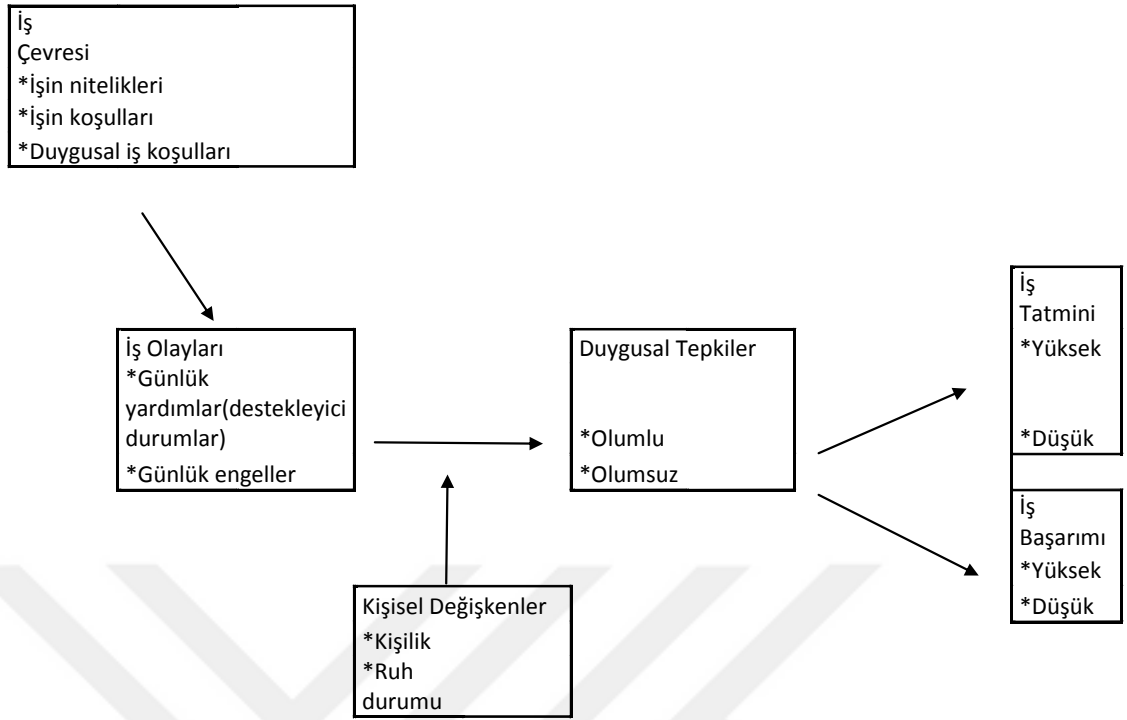 İş
Çevresi
*İşin nitelikleri
*İşin koşulları
*Duygusal iş koşulları
İş Olayları
*Günlük
yardımlar(destekleyici
durumlar)
*Günlük engeller
Duygusal Tepkiler
*Olumlu
*Olumsuz
İş
Tatmini
*Yüksek
*Düşük
İş
Başarımı
*Yüksek
*Düşük
Kişisel Değişkenler
*Kişilik
*Ruh
durumu